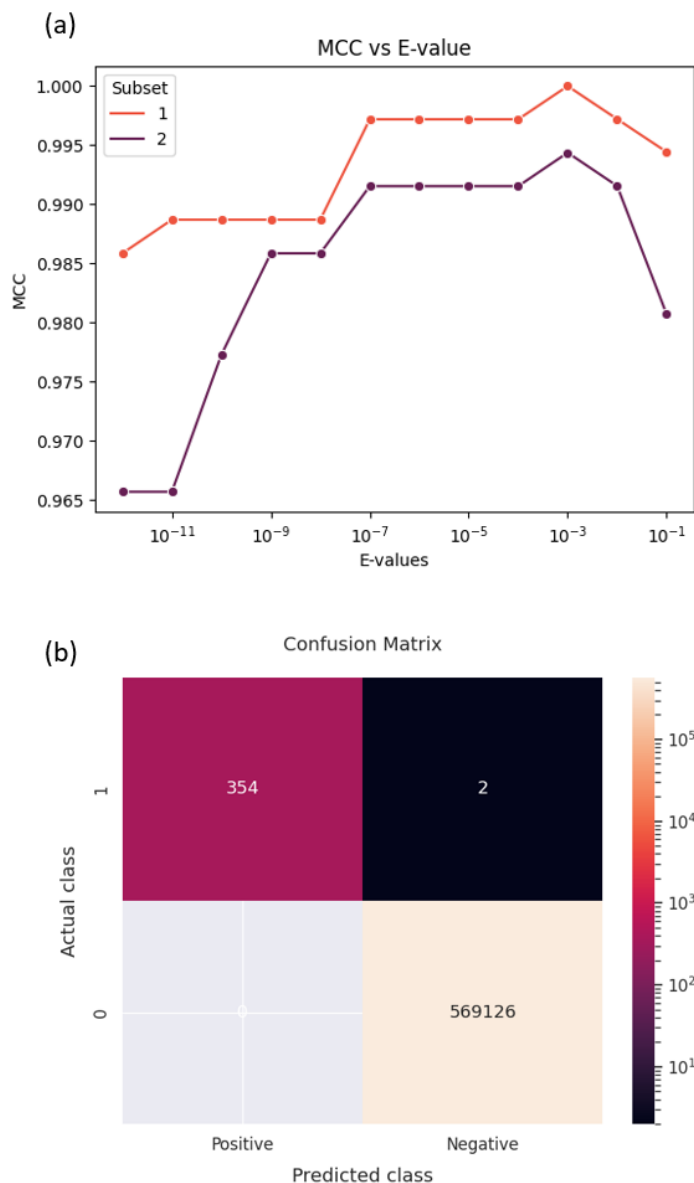 (a)
MCC vs E-value
Subset
1
2
MCC
1.000
0.995
0.990
0.985
0.980
0.975
0.970
0.965
10⁻¹¹ 10⁻⁹ 10⁻⁷ 10⁻⁵ 10⁻³ 10⁻¹
E-values
(b)
Confusion Matrix
Actual class
1
354 2
0
0 569126
Positive Negative
Predicted class
10⁵
10⁴
10³
10²
10¹